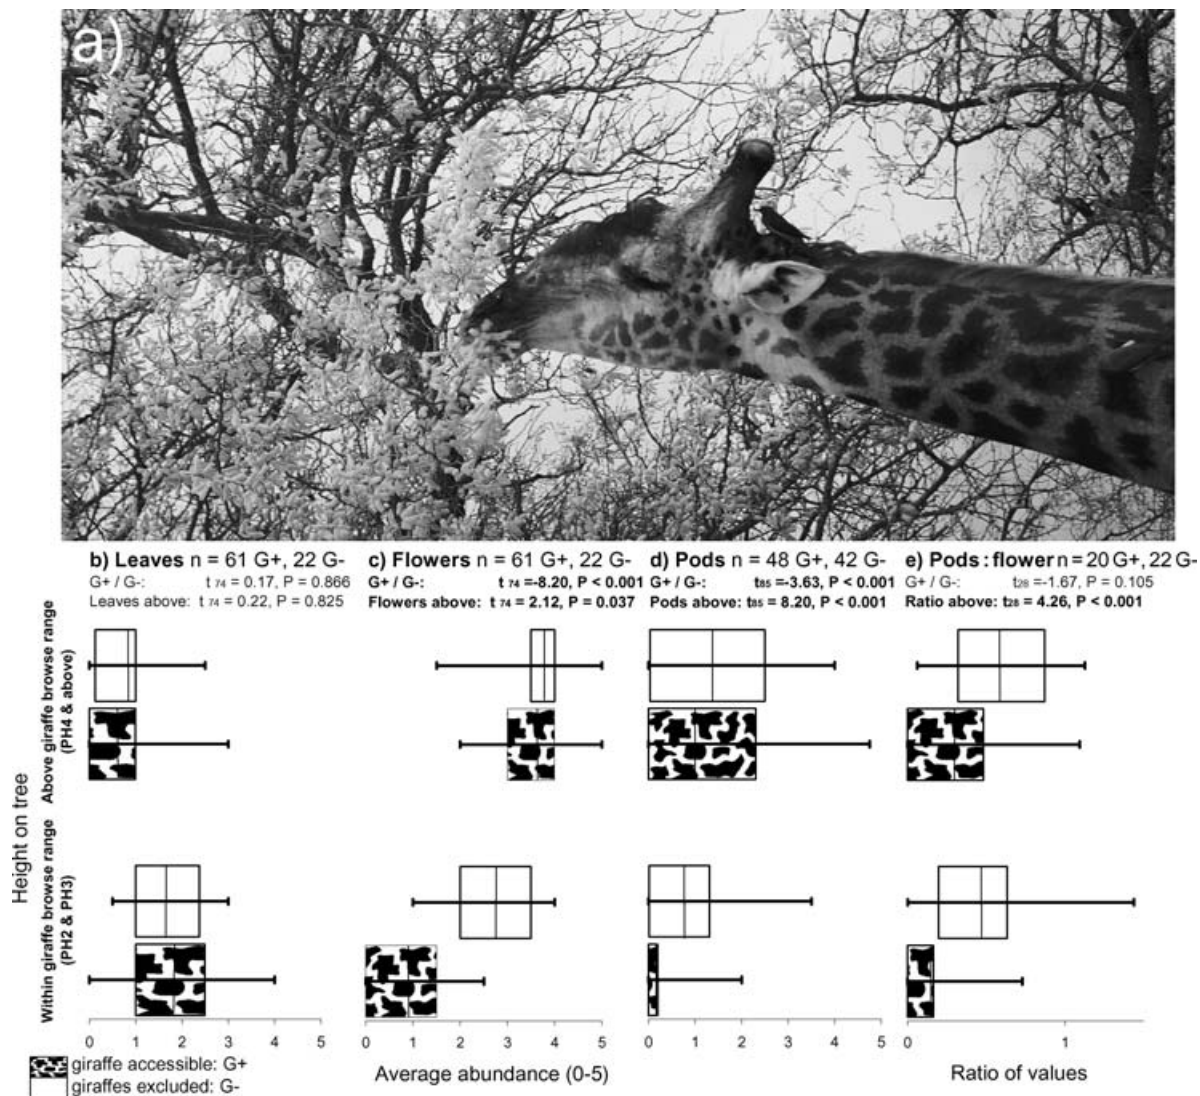 a)
b) Leaves n = 61 G+, 22 G-
G+ / G-: t 74 = 0.17, P = 0.866
Leaves above: t 74 = 0.22, P = 0.825
c) Flowers n = 61 G+, 22 G-
G+ / G-: t 74 =-8.20, P < 0.001
Flowers above: t 74 = 2.12, P = 0.037
d) Pods n = 48 G+, 42 G-
G+ / G-: t85 =-3.63, P < 0.001
Pods above: t85 = 8.20, P < 0.001
e) Pods : flower n = 20 G+, 22 G-
G+ / G-: t28 =-1.67, P = 0.105
Ratio above: t28 = 4.26, P < 0.001
Height on tree
Above giraffe browse range
(PH4 & above)
Within giraffe browse range
(PH2 & PH3)
0 1 2 3 4 5
0 1 2 3 4 5
0 1 2 3 4 5
0 1
giraffe accessible: G+
giraffes excluded: G-
Average abundance (0-5)
Ratio of values